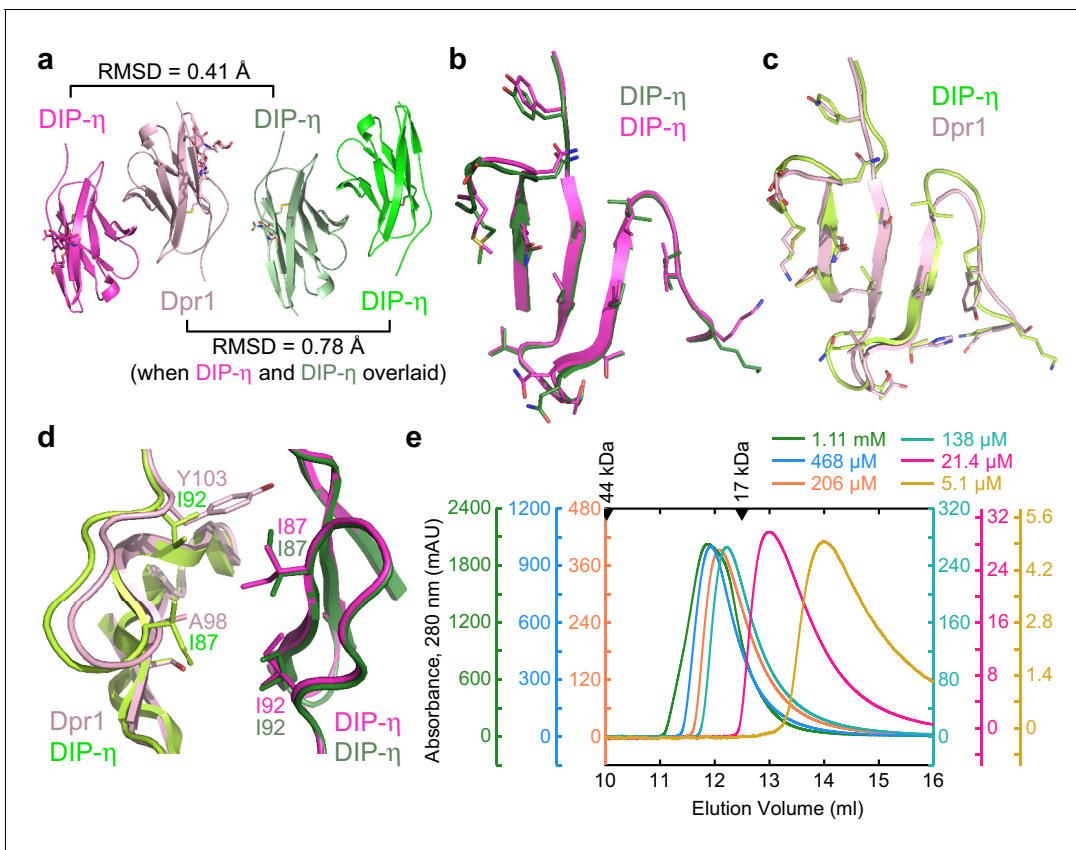 a
RMSD = 0.41 Å
DIP-η
DIP-η
Dpr1
DIP-η
RMSD = 0.78 Å
(when DIP-η and DIP-η overlaid)
b
DIP-η
DIP-η
c
DIP-η
Dpr1
d
Y103
I92
A98
I87
Dpr1
DIP-η
I87
I87
I92
I92
DIP-η
DIP-η
e
44 kDa
17 kDa
1.11 mM
468 µM
206 µM
138 µM
21.4 µM
5.1 µM
Absorbance, 280 nm (mAU)
2400
1800
1200
600
0
1200
900
600
300
0
480
360
240
120
0
320
240
160
80
0
32
24
16
8
0
5.6
4.2
2.8
1.4
0
10 11 12 13 14 15 16
Elution Volume (ml)